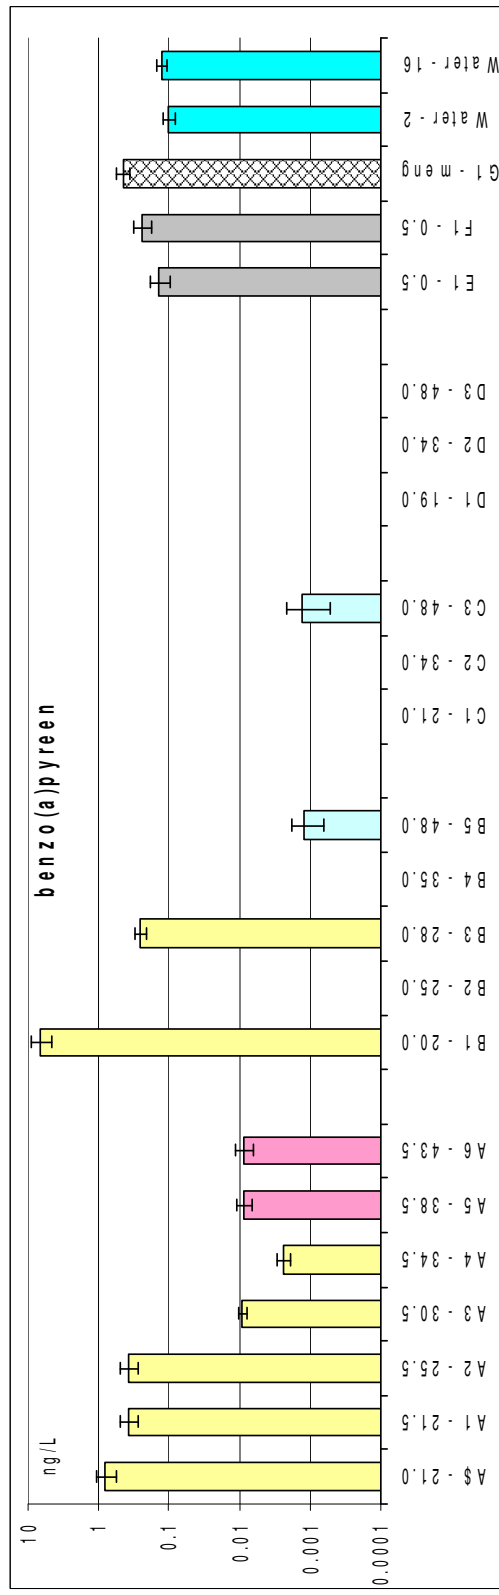 benzo(a)pyreen
ng/L
10
1
0.1
0.01
0.001
0.0001
A$ - 21.0
A1 - 21.5
A2 - 25.5
A3 - 30.5
A4 - 34.5
A5 - 38.5
A6 - 43.5
B1 - 20.0
B2 - 25.0
B3 - 28.0
B4 - 35.0
B5 - 48.0
C1 - 21.0
C2 - 34.0
C3 - 48.0
D1 - 19.0
D2 - 34.0
D3 - 48.0
E1 - 0.5
F1 - 0.5
G1 - meng
Water - 2
Water - 16